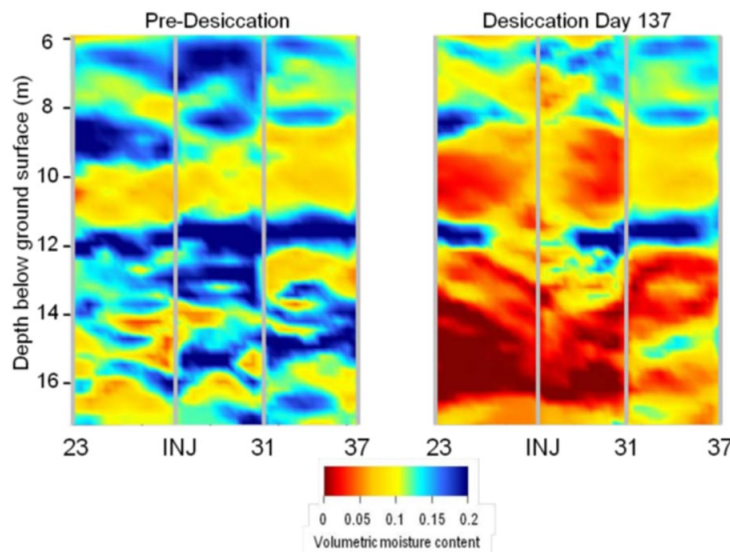 Pre-Desiccation
Desiccation Day 137
Depth below ground surface (m)
6
8
10
12
14
16
23 INJ 31 37
23 INJ 31 37
0 0.05 0.1 0.15 0.2
Volumetric moisture content